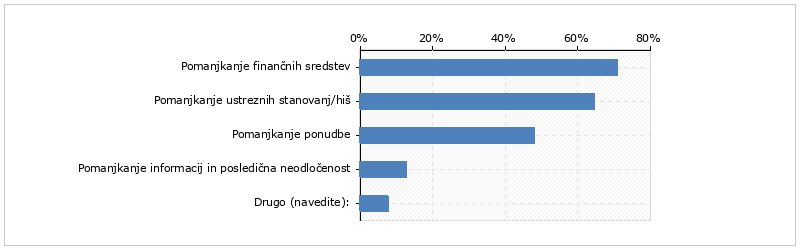 0% 20% 40% 60% 80%
Pomanjkanje finančnih sredstev
Pomanjkanje ustreznih stanovanj/hiš
Pomanjkanje ponudbe
Pomanjkanje informacij in posledična neodločenost
Drugo (navedite):